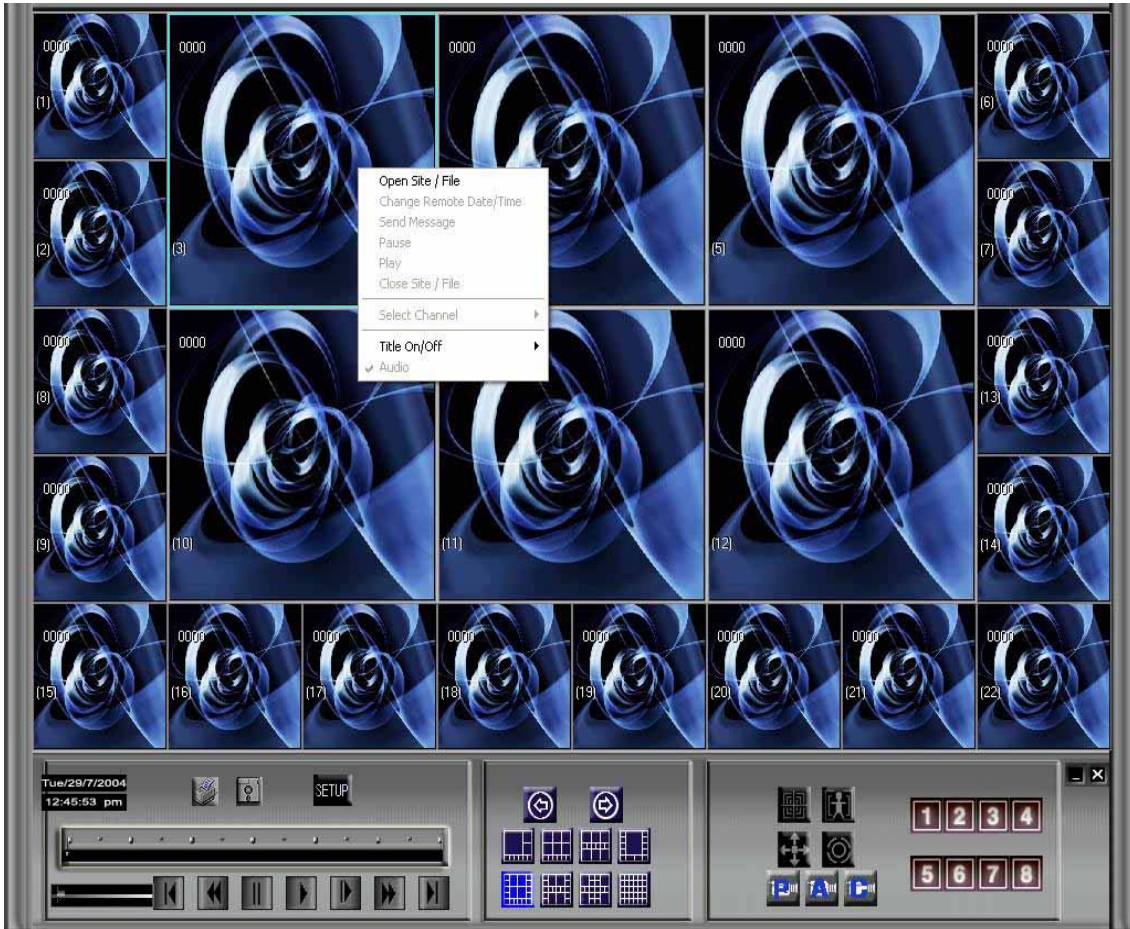 0000
(1)
0000
(3)
0000
0000
(5)
0000
(6)
0000
(2)
0000
(7)
Open Site / File
Change Remote Date/Time
Send Message
Pause
Play
Close Site / File
Select Channel
Title On/Off
Audio
0000
(8)
0000
(10)
(11)
0000
(12)
0000
(13)
0000
(9)
0000
(14)
0000
(15)
0000
(16)
0000
(17)
0000
(18)
0000
(19)
0000
(20)
0000
(21)
0000
(22)
Tue/29/7/2004
12:45:53 pm
SETUP
1 2 3 4
5 6 7 8
P A C